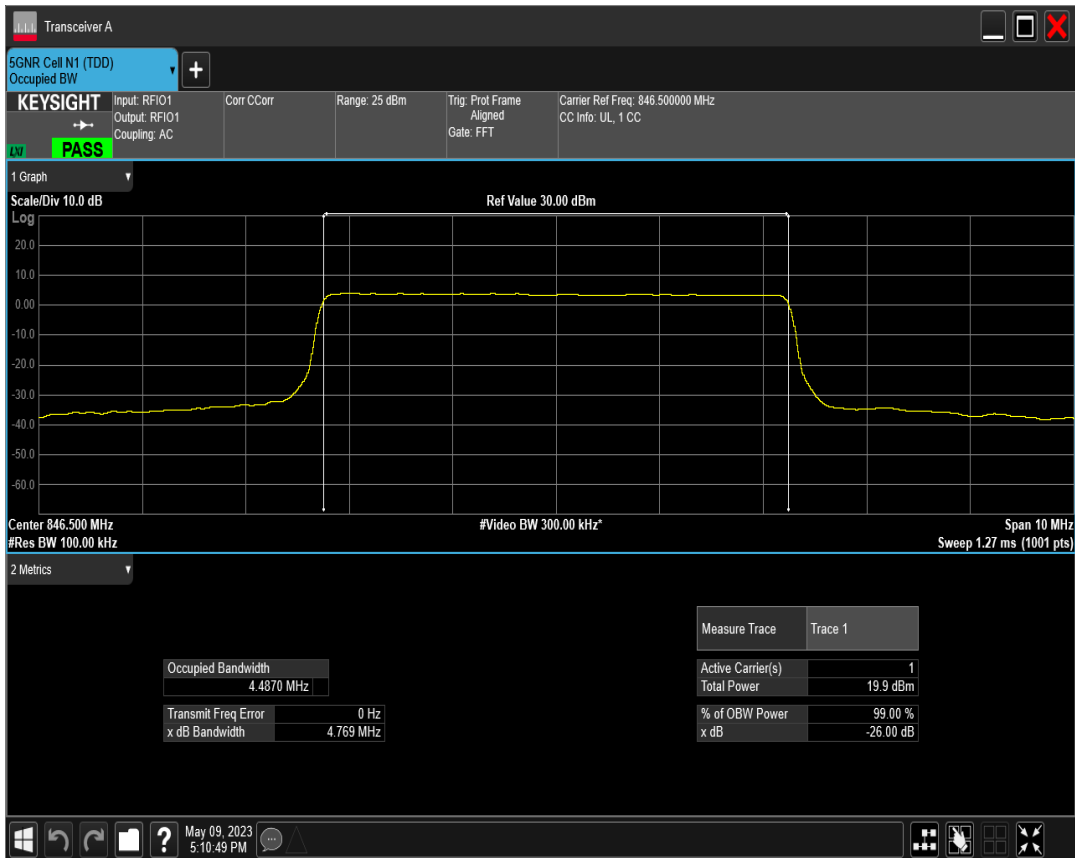 Transceiver A
5GNR Cell N1 (TDD)
Occupied BW
KEYSIGHT
LXI
PASS
Input: RFIO1
Output: RFIO1
Coupling: AC
Corr CCorr
Range: 25 dBm
Trig: Prot Frame
Aligned
Gate: FFT
Carrier Ref Freq: 846.500000 MHz
CC Info: UL, 1 CC
1 Graph
Scale/Div 10.0 dB
Ref Value 30.00 dBm
Log
20.0
10.0
0.00
-10.0
-20.0
-30.0
-40.0
-50.0
-60.0
Center 846.500 MHz
#Video BW 300.00 kHz*
Span 10 MHz
#Res BW 100.00 kHz
Sweep 1.27 ms (1001 pts)
2 Metrics
Measure Trace Trace 1
Occupied Bandwidth
4.4870 MHz
Active Carrier(s) 1
Total Power 19.9 dBm
Transmit Freq Error 0 Hz
x dB Bandwidth 4.769 MHz
% of OBW Power 99.00 %
x dB -26.00 dB
May 09, 2023
5:10:49 PM